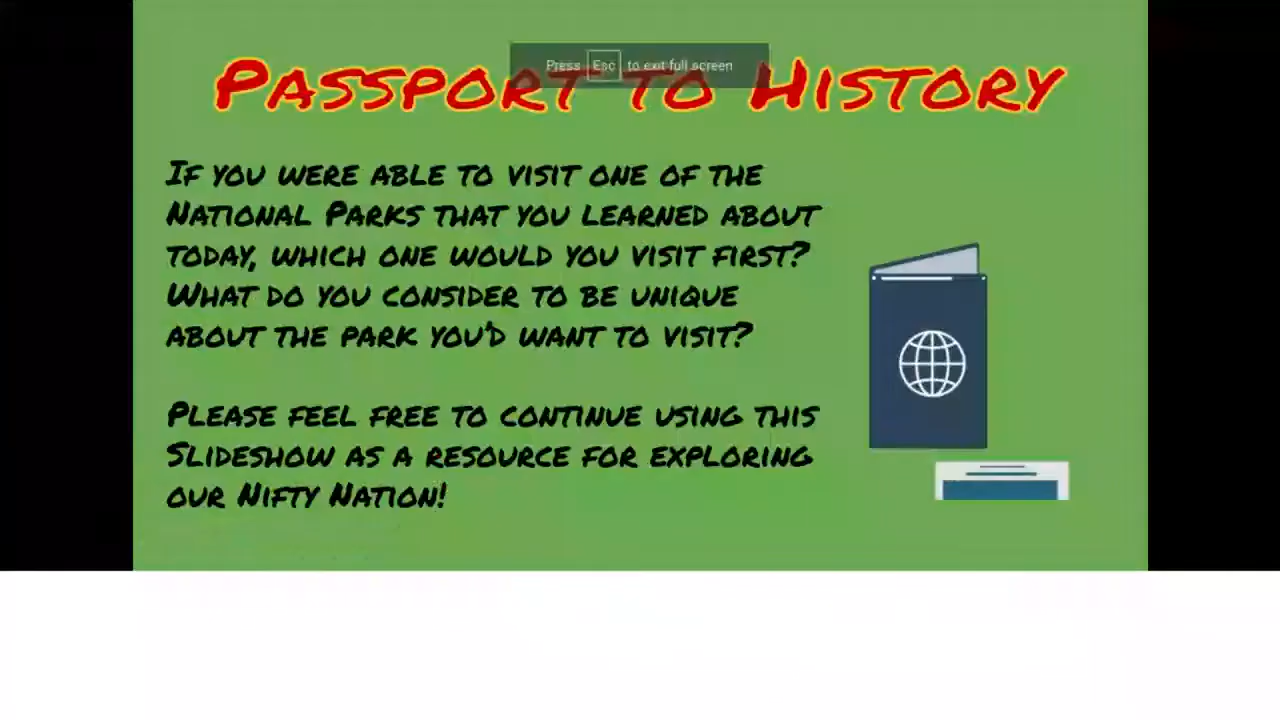 Press Esc to exit full screen
Passport to History
If you were able to visit one of the
National Parks that you learned about
today, which one would you visit first?
What do you consider to be unique
about the park you'd want to visit?
Please feel free to continue using this
Slideshow as a resource for exploring
our Nifty Nation!